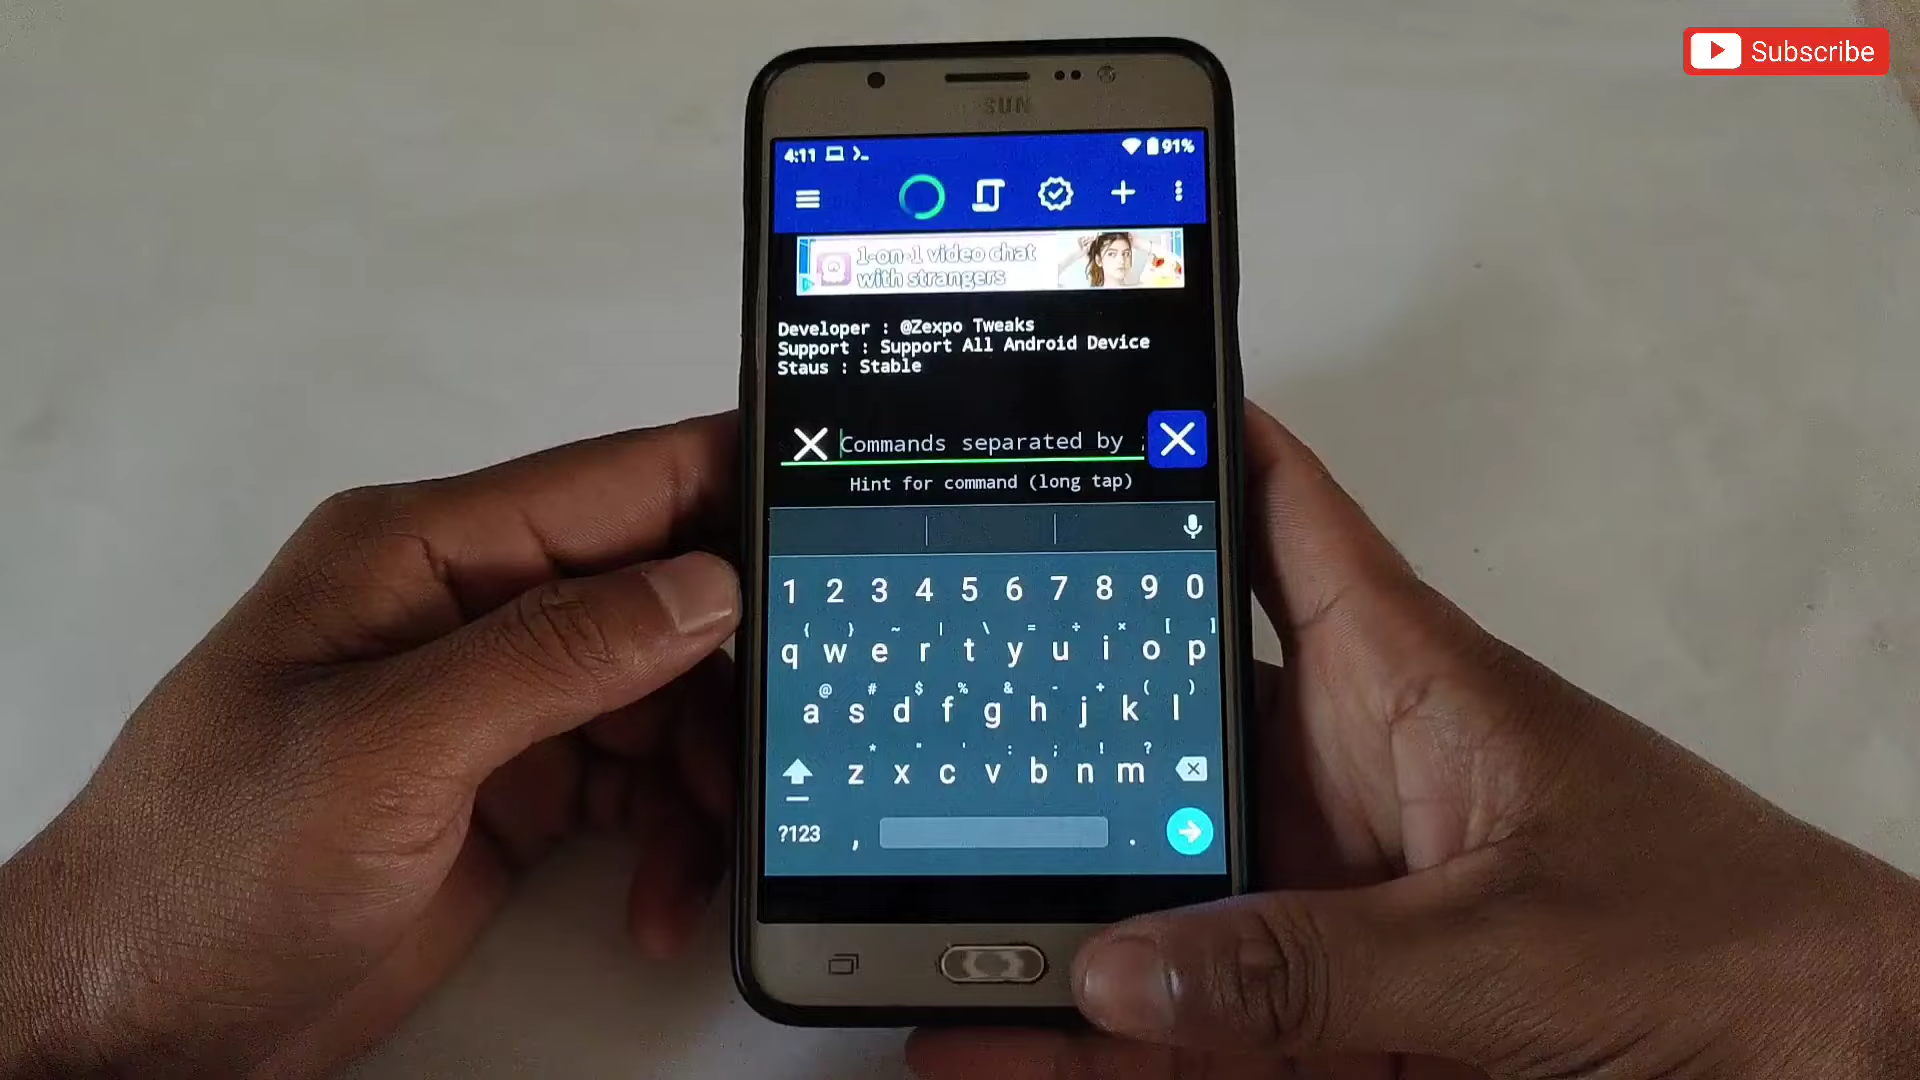 Subscribe
SUN
4:11
91%
1-on-1 video chat
with strangers
Developer : @Zexpo Tweaks
Support : Support All Android Device
Staus : Stable
Commands separated by ;
Hint for command (long tap)
1 2 3 4 5 6 7 8 9 0
{ } ~ | \ = ÷ × [ ]
q w e r t y u i o p
@ # $ % & - + ( )
a s d f g h j k l
* " ' : ; ! ?
z x c v b n m
?123 , .